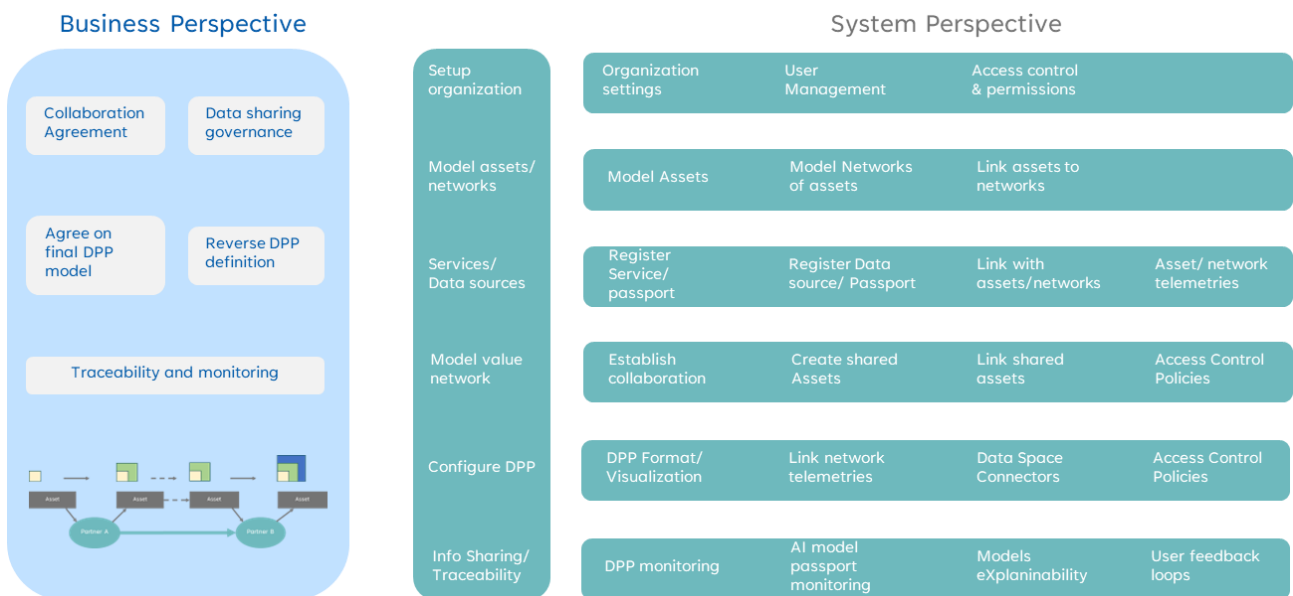 Business Perspective
System Perspective
Collaboration
Agreement
Data sharing
governance
Agree on
final DPP
model
Reverse DPP
definition
Traceability and monitoring
Asset
Asset
Asset
Asset
Partner A
Partner B
Setup
organization
Organization
settings
User
Management
Access control
& permissions
Model assets/
networks
Model Assets
Model Networks
of assets
Link assets to
networks
Services/
Data sources
Register
Service/
passport
Register Data
source/ Passport
Link with
assets/networks
Asset/ network
telemetries
Model value
network
Establish
collaboration
Create shared
Assets
Link shared
assets
Access Control
Policies
Configure DPP
DPP Format/
Visualization
Link network
telemetries
Data Space
Connectors
Access Control
Policies
Info Sharing/
Traceability
DPP monitoring
AI model
passport
monitoring
Models
eXplaninability
User feedback
loops